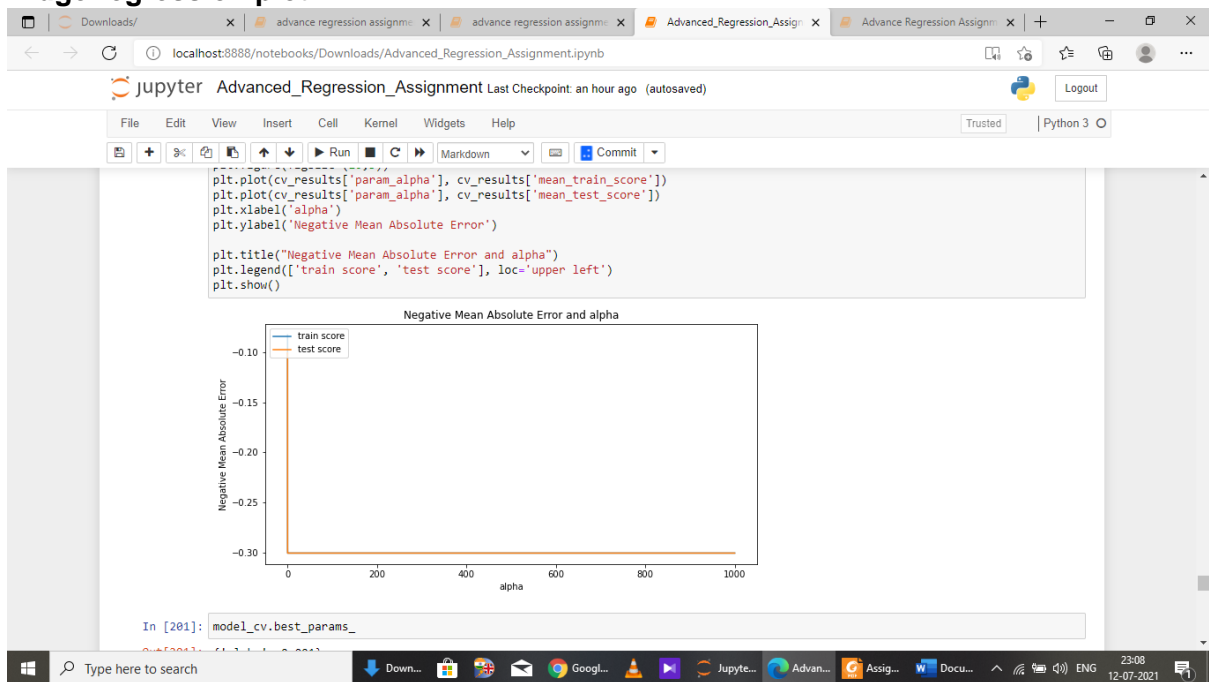 Downloads/
advance regression assignme
advance regression assignme
Advanced_Regression_Assign
Advance Regression Assignm
localhost:8888/notebooks/Downloads/Advanced_Regression_Assignment.ipynb
jupyter Advanced_Regression_Assignment Last Checkpoint: an hour ago (autosaved)
Logout
File Edit View Insert Cell Kernel Widgets Help
Trusted Python 3
Run Markdown Commit
plt.plot(cv_results['param_alpha'], cv_results['mean_train_score'])
plt.plot(cv_results['param_alpha'], cv_results['mean_test_score'])
plt.xlabel('alpha')
plt.ylabel('Negative Mean Absolute Error')
plt.title("Negative Mean Absolute Error and alpha")
plt.legend(['train score', 'test score'], loc='upper left')
plt.show()
Negative Mean Absolute Error and alpha
train score
test score
−0.10
−0.15
−0.20
−0.25
−0.30
Negative Mean Absolute Error
0 200 400 600 800 1000
alpha
In [201]: model_cv.best_params_
Type here to search
Down...
Googl...
Jupyte...
Advan...
Assig...
Docu...
ENG
23:08
12-07-2021